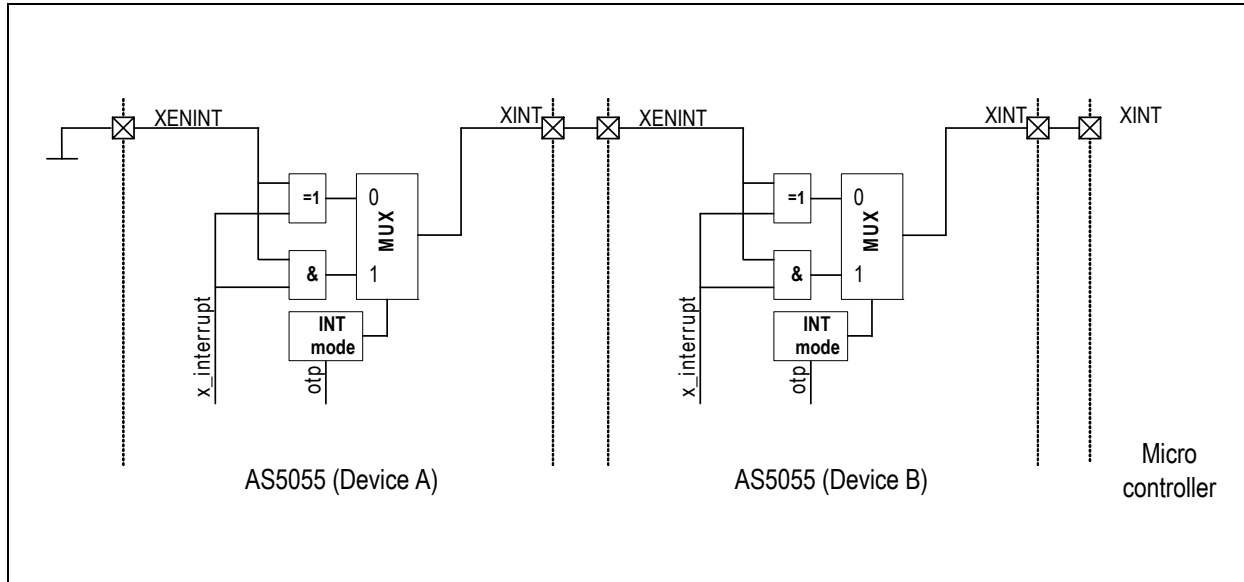 XENINT
XINT
XENINT
XINT
XINT
=1
0
MUX
&
1
INT
mode
x_interrupt
otp
=1
0
MUX
&
1
INT
mode
x_interrupt
otp
AS5055 (Device A)
AS5055 (Device B)
Micro
controller